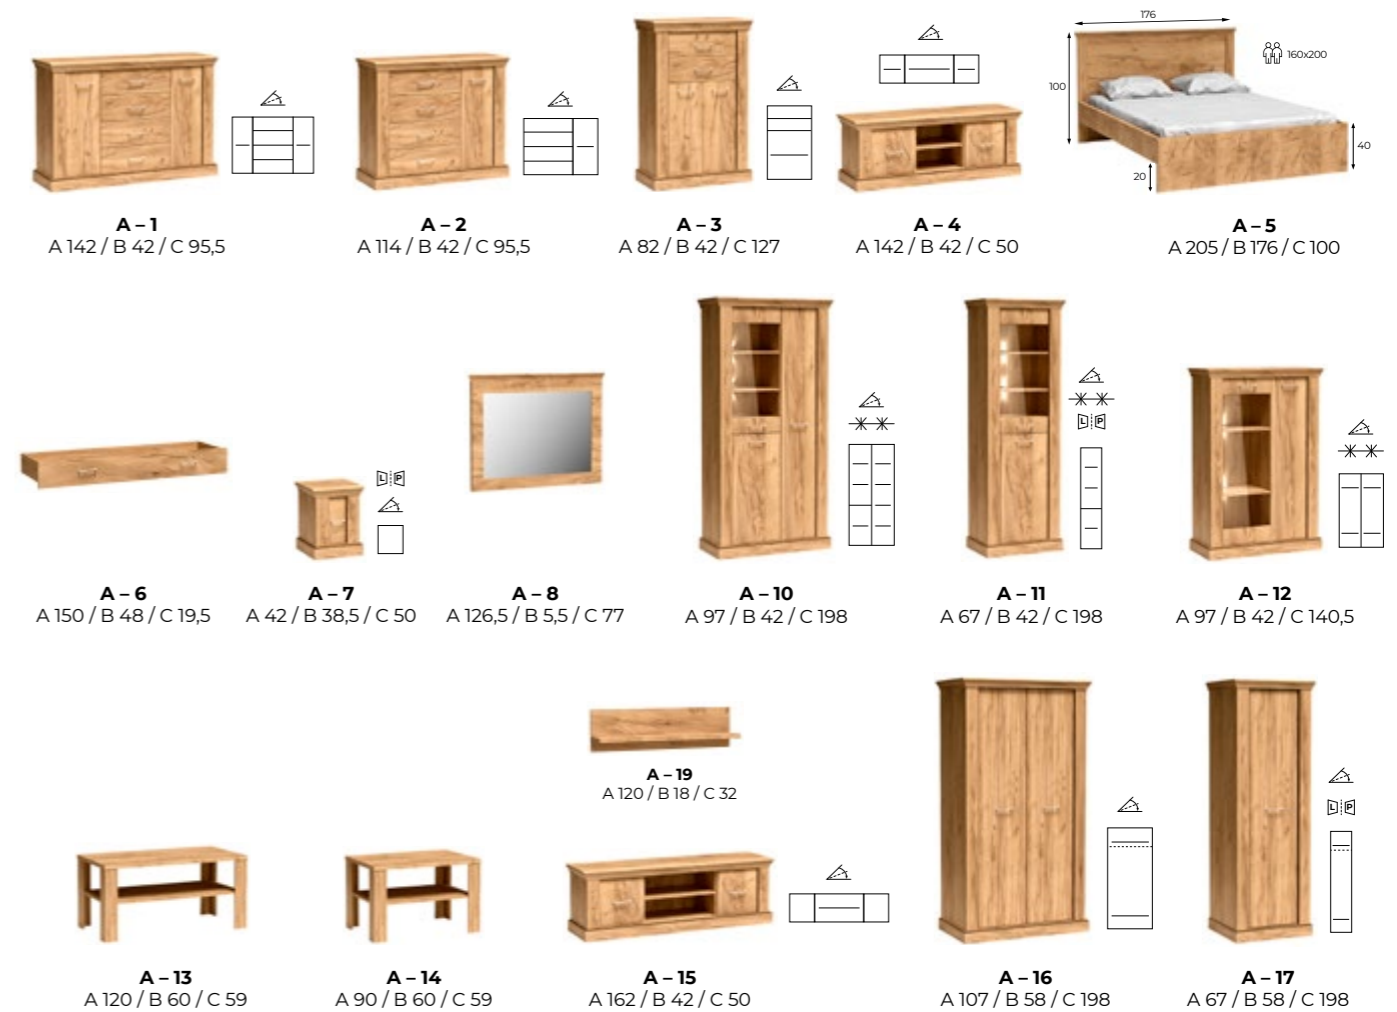 176
100
160x200
40
20
A – 1
A 142 / B 42 / C 95,5
A – 2
A 114 / B 42 / C 95,5
A – 3
A 82 / B 42 / C 127
A – 4
A 142 / B 42 / C 50
A – 5
A 205 / B 176 / C 100
L P
L P
A – 6
A 150 / B 48 / C 19,5
A – 7
A 42 / B 38,5 / C 50
A – 8
A 126,5 / B 5,5 / C 77
A – 10
A 97 / B 42 / C 198
A – 11
A 67 / B 42 / C 198
A – 12
A 97 / B 42 / C 140,5
A – 19
A 120 / B 18 / C 32
L P
A – 13
A 120 / B 60 / C 59
A – 14
A 90 / B 60 / C 59
A – 15
A 162 / B 42 / C 50
A – 16
A 107 / B 58 / C 198
A – 17
A 67 / B 58 / C 198